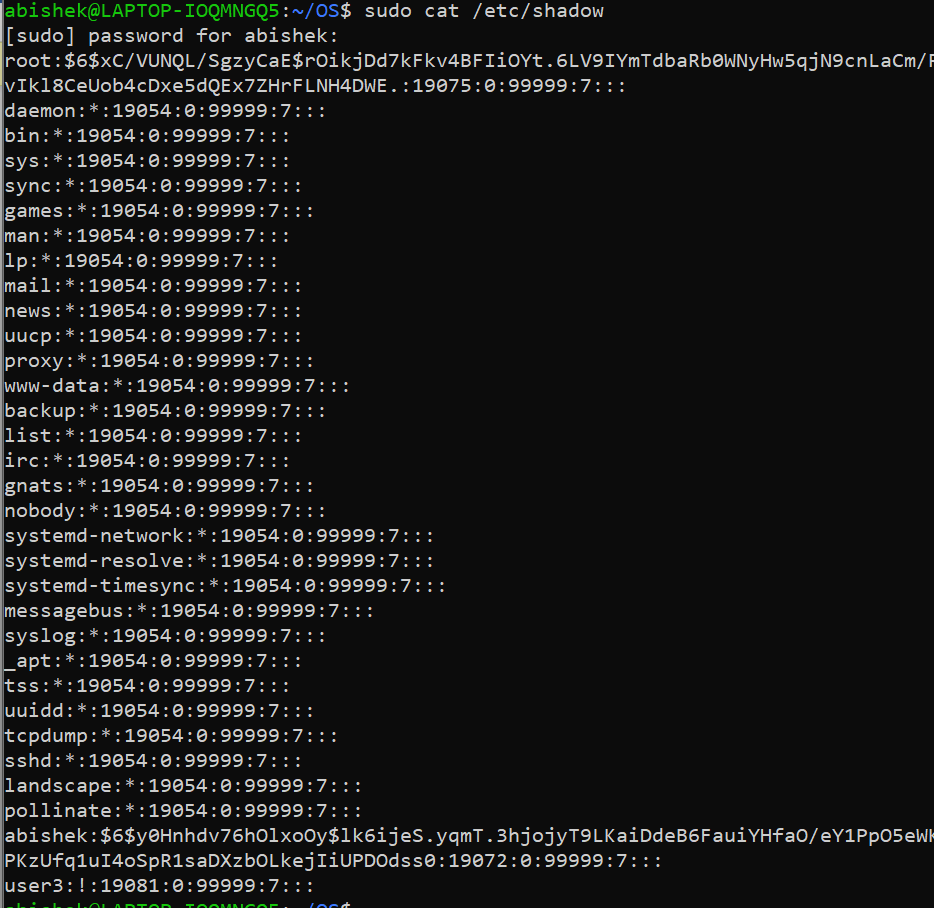 abishek@LAPTOP-IOQMNGQ5:~/OS$ sudo cat /etc/shadow
[sudo] password for abishek:
root:$6$xC/VUNQL/SgzyCaE$rOikjDd7kFkv4BFIiOYt.6LV9IYmTdbaRb0WNyHw5qjN9cnLaCm/
vIkl8CeUob4cDxe5dQEx7ZHrFLNH4DWE.:19075:0:99999:7:::
daemon:*:19054:0:99999:7:::
bin:*:19054:0:99999:7:::
sys:*:19054:0:99999:7:::
sync:*:19054:0:99999:7:::
games:*:19054:0:99999:7:::
man:*:19054:0:99999:7:::
lp:*:19054:0:99999:7:::
mail:*:19054:0:99999:7:::
news:*:19054:0:99999:7:::
uucp:*:19054:0:99999:7:::
proxy:*:19054:0:99999:7:::
www-data:*:19054:0:99999:7:::
backup:*:19054:0:99999:7:::
list:*:19054:0:99999:7:::
irc:*:19054:0:99999:7:::
gnats:*:19054:0:99999:7:::
nobody:*:19054:0:99999:7:::
systemd-network:*:19054:0:99999:7:::
systemd-resolve:*:19054:0:99999:7:::
systemd-timesync:*:19054:0:99999:7:::
messagebus:*:19054:0:99999:7:::
syslog:*:19054:0:99999:7:::
_apt:*:19054:0:99999:7:::
tss:*:19054:0:99999:7:::
uuidd:*:19054:0:99999:7:::
tcpdump:*:19054:0:99999:7:::
sshd:*:19054:0:99999:7:::
landscape:*:19054:0:99999:7:::
pollinate:*:19054:0:99999:7:::
abishek:$6$y0Hnhdv76hOlxoOy$lk6ijeS.yqmT.3hjojyT9LKaiDdeB6FauiYHfaO/eY1PpO5eWK
PKzUfq1uI4oSpR1saDXzbOLkejIiUPDOdss0:19072:0:99999:7:::
user3:!:19081:0:99999:7:::